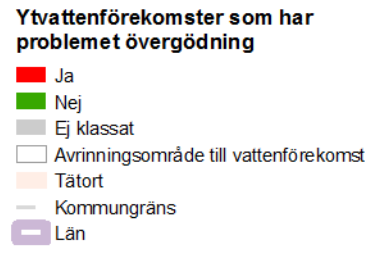 Ytvattenförekomster som har
problemet övergödning
Ja
Nej
Ej klassat
Avrinningsområde till vattenförekomst
Tätort
Kommungräns
Län